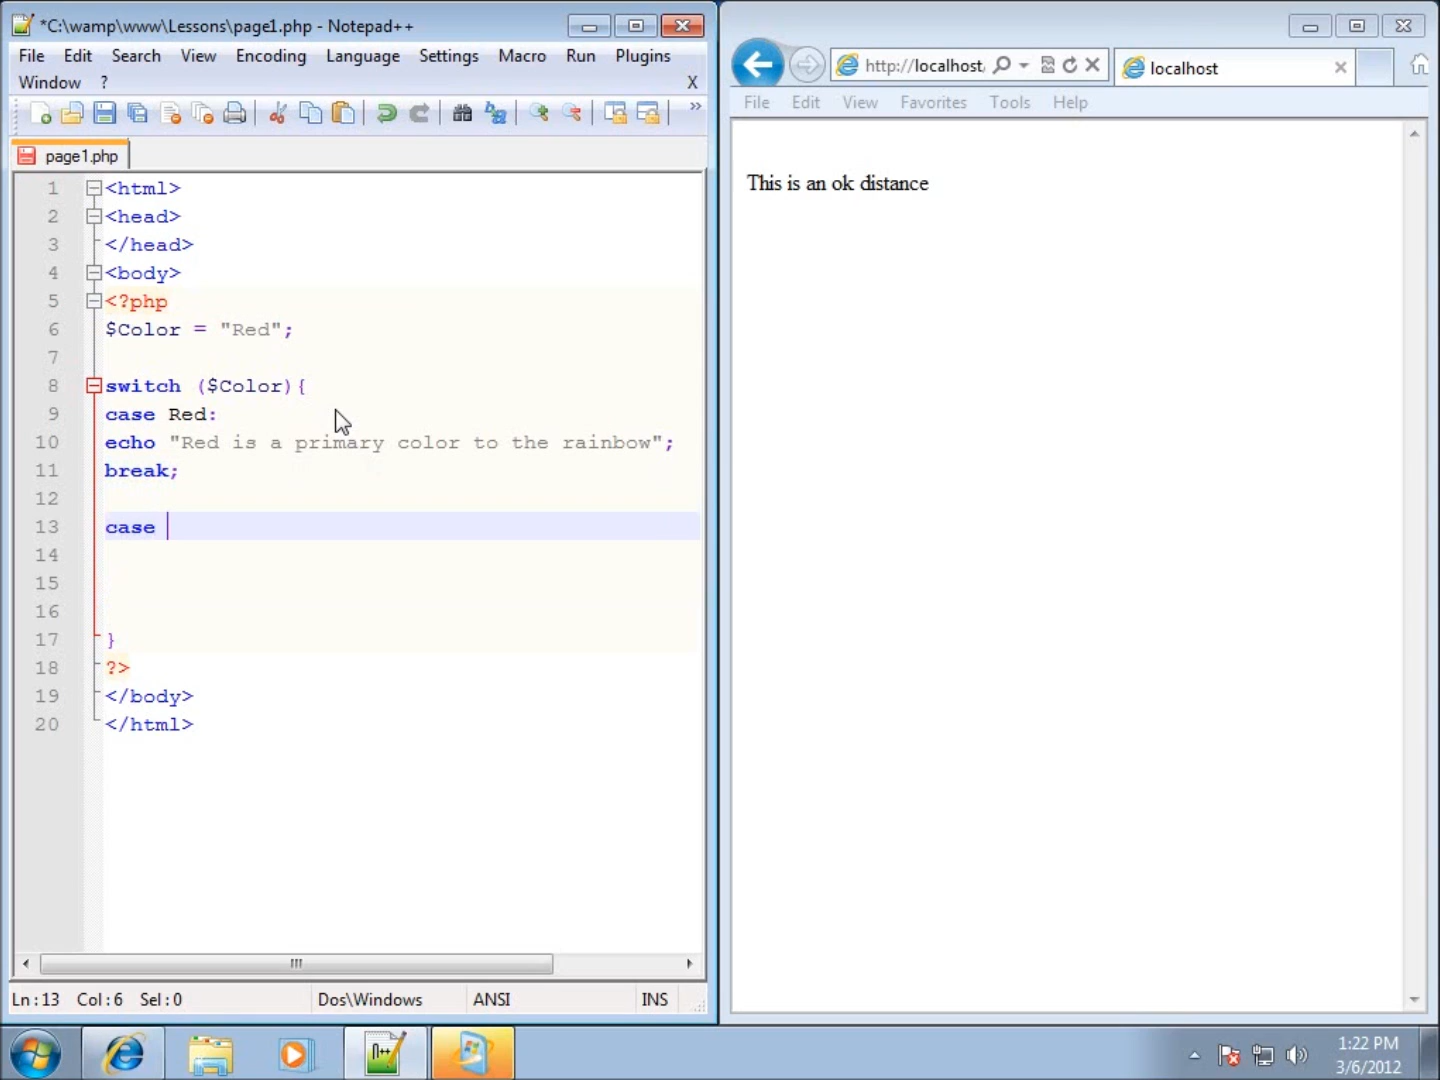 *C:\wamp\www\Lessons\page1.php - Notepad++
File Edit Search View Encoding Language Settings Macro Run Plugins
Window ? X
page1.php
1 <html>
2 <head>
3 </head>
4 <body>
5 <?php
6 $Color = "Red";
7
8 switch ($Color){
9 case Red:
10 echo "Red is a primary color to the rainbow";
11 break;
12
13 case
14
15
16
17 }
18 ?>
19 </body>
20 </html>
Ln:13 Col:6 Sel:0 Dos\Windows ANSI INS
http://localhost
localhost
File Edit View Favorites Tools Help
This is an ok distance
1:22 PM
3/6/2012